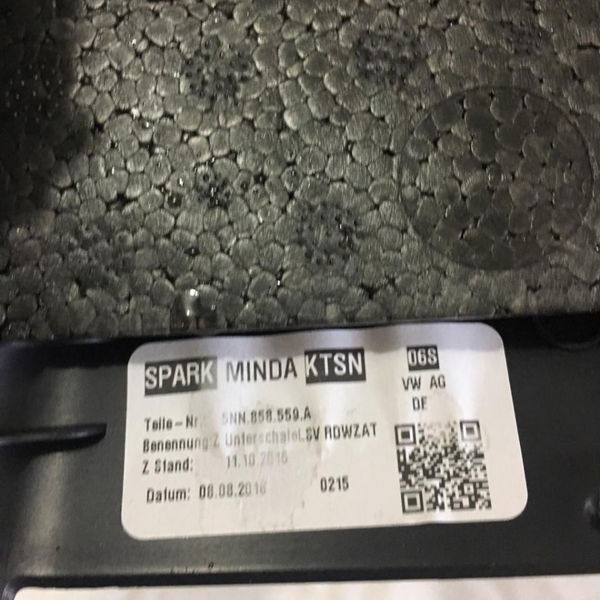 SPARK MINDA KTSN
06S
VW AG
DE
Teile-Nr.: 5NN.858.559.A
Benennung:Z Unterschale LSV RDWZAT
Z Stand: 11.10.2016
Datum: 08.08.2016 0215